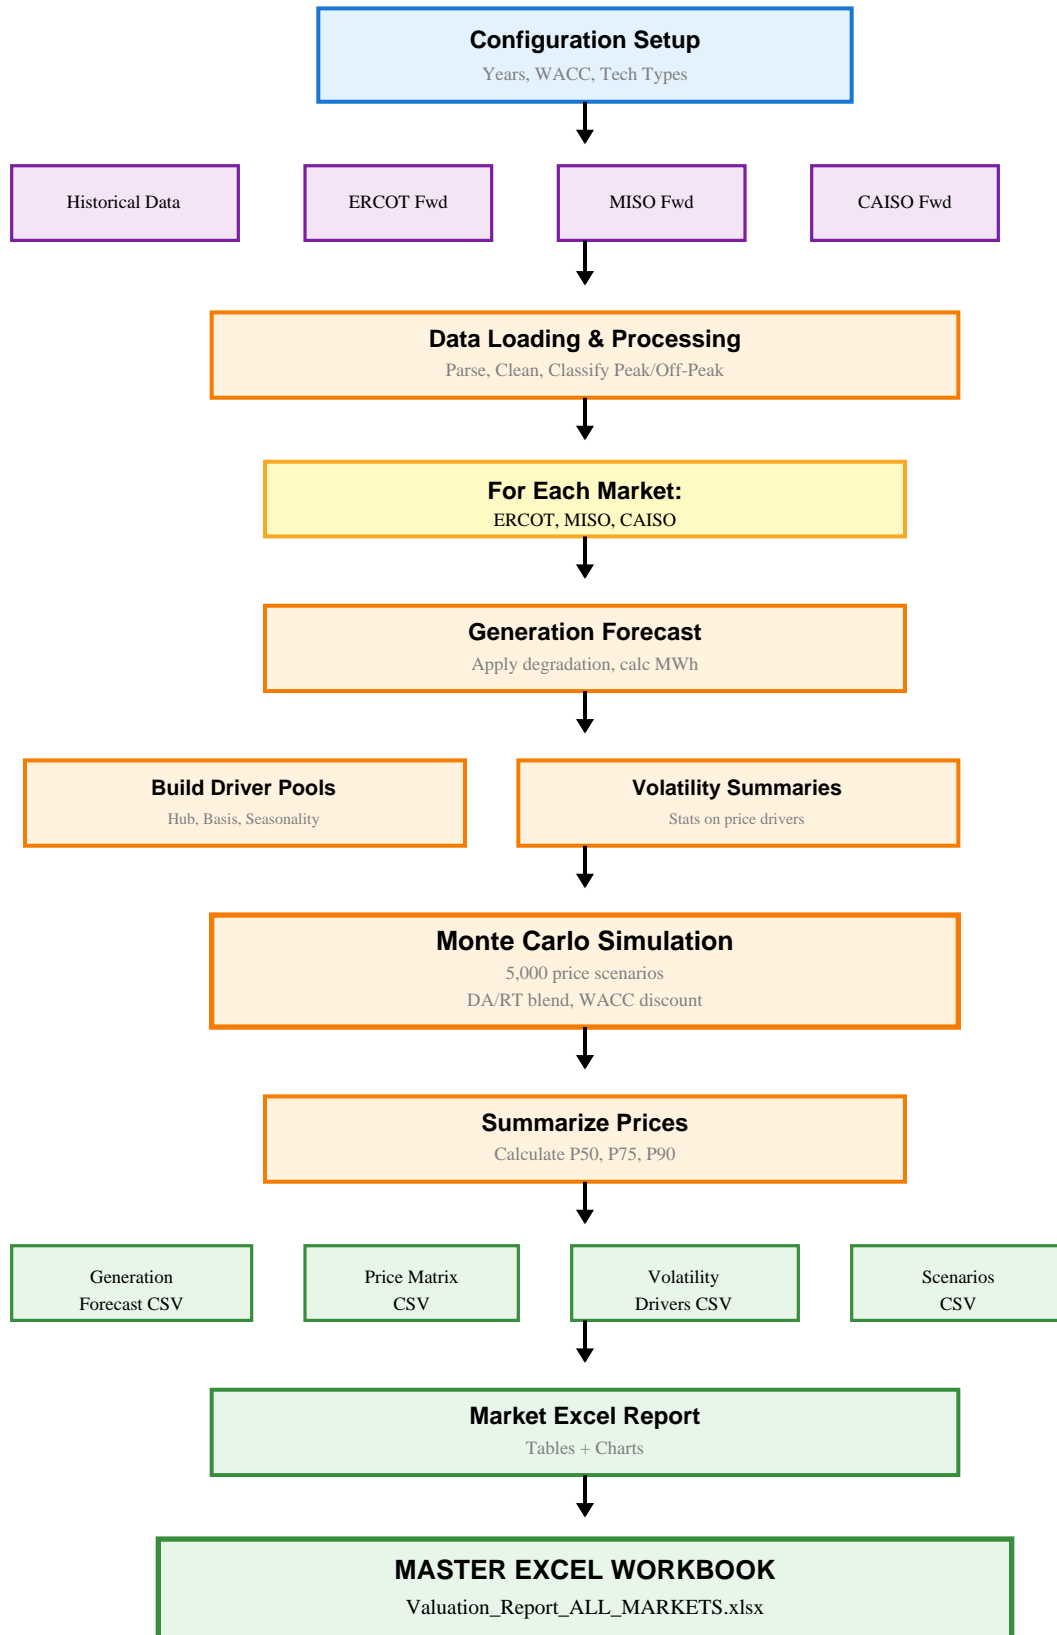 Configuration Setup
Years, WACC, Tech Types
Historical Data
ERCOT Fwd
MISO Fwd
CAISO Fwd
Data Loading & Processing
Parse, Clean, Classify Peak/Off-Peak
For Each Market:
ERCOT, MISO, CAISO
Generation Forecast
Apply degradation, calc MWh
Build Driver Pools
Hub, Basis, Seasonality
Volatility Summaries
Stats on price drivers
Monte Carlo Simulation
5,000 price scenarios
DA/RT blend, WACC discount
Summarize Prices
Calculate P50, P75, P90
Generation
Forecast CSV
Price Matrix
CSV
Volatility
Drivers CSV
Scenarios
CSV
Market Excel Report
Tables + Charts
MASTER EXCEL WORKBOOK
Valuation_Report_ALL_MARKETS.xlsx